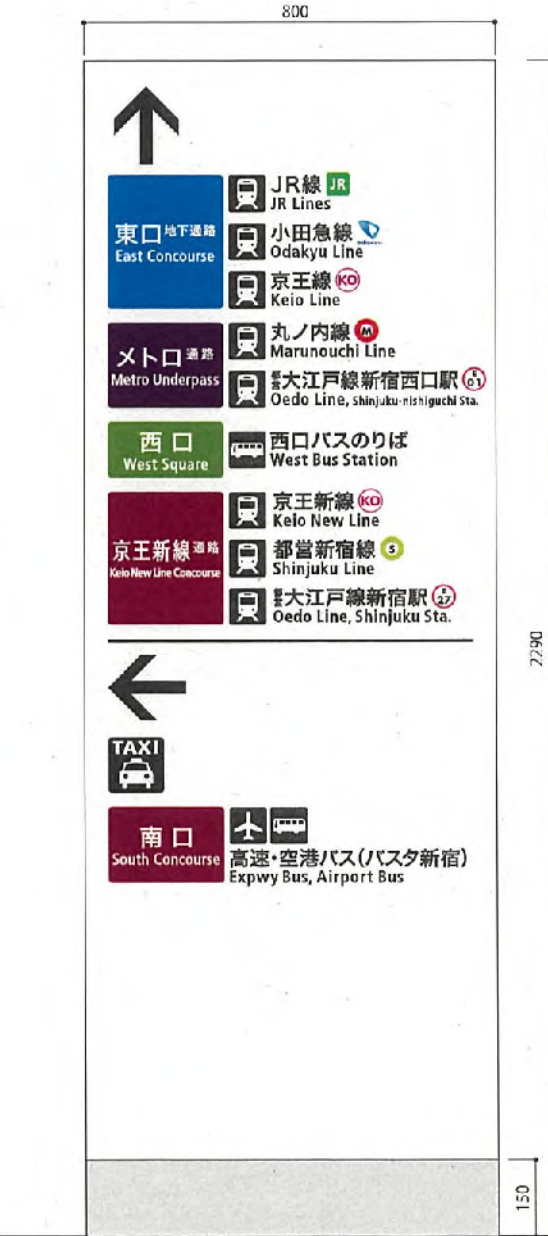 800
東口 地下通路
East Concourse
JR線 JR
JR Lines
小田急線
Odakyu Line
京王線 KO
Keio Line
メトロ 通路
Metro Underpass
丸ノ内線 M
Marunouchi Line
都営大江戸線新宿西口駅 E 01
Oedo Line, Shinjuku-nishiguchi Sta.
西口
West Square
西口バスのりば
West Bus Station
京王新線 通路
Keio New Line Concourse
京王新線 KO
Keio New Line
都営新宿線 S
Shinjuku Line
都営大江戸線新宿駅 E 27
Oedo Line, Shinjuku Sta.
2290
TAXI
南口
South Concourse
高速・空港バス(バスタ新宿)
Expwy Bus, Airport Bus
150